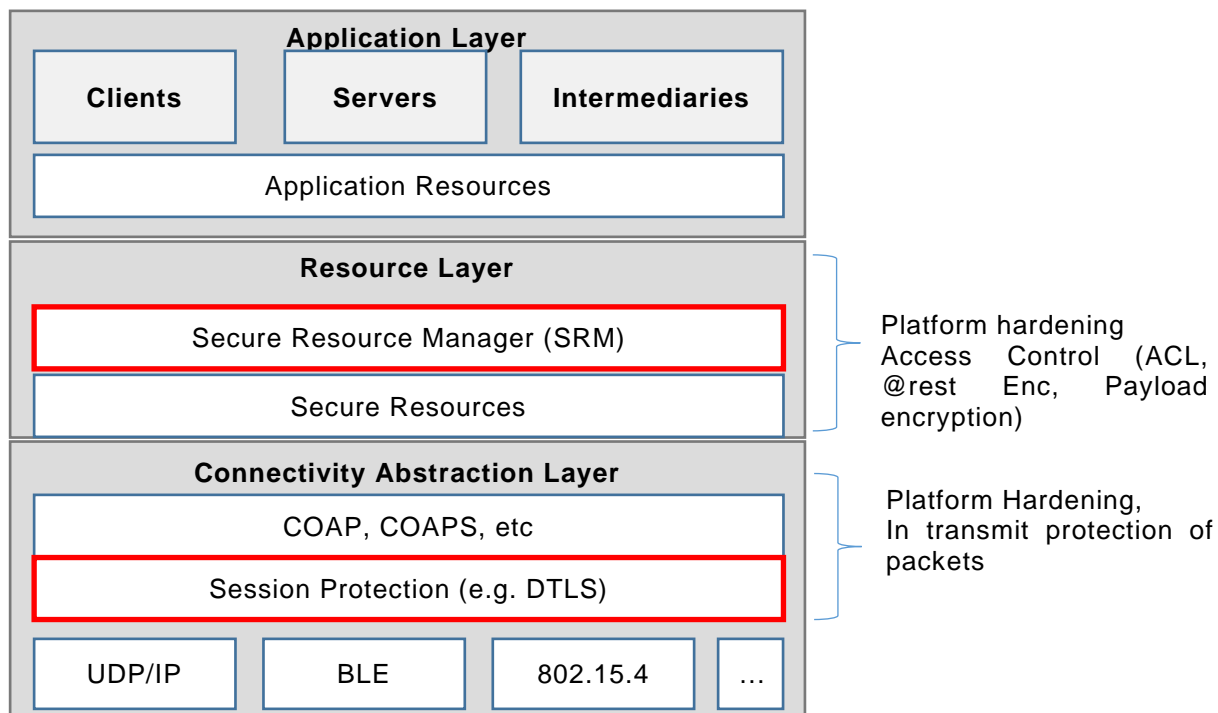 Application Layer
Clients
Servers
Intermediaries
Application Resources
Resource Layer
Secure Resource Manager (SRM)
Secure Resources
Platform hardening
Access Control (ACL,
@rest Enc, Payload
encryption)
Connectivity Abstraction Layer
COAP, COAPS, etc
Session Protection (e.g. DTLS)
UDP/IP
BLE
802.15.4
…
Platform Hardening,
In transmit protection of
packets